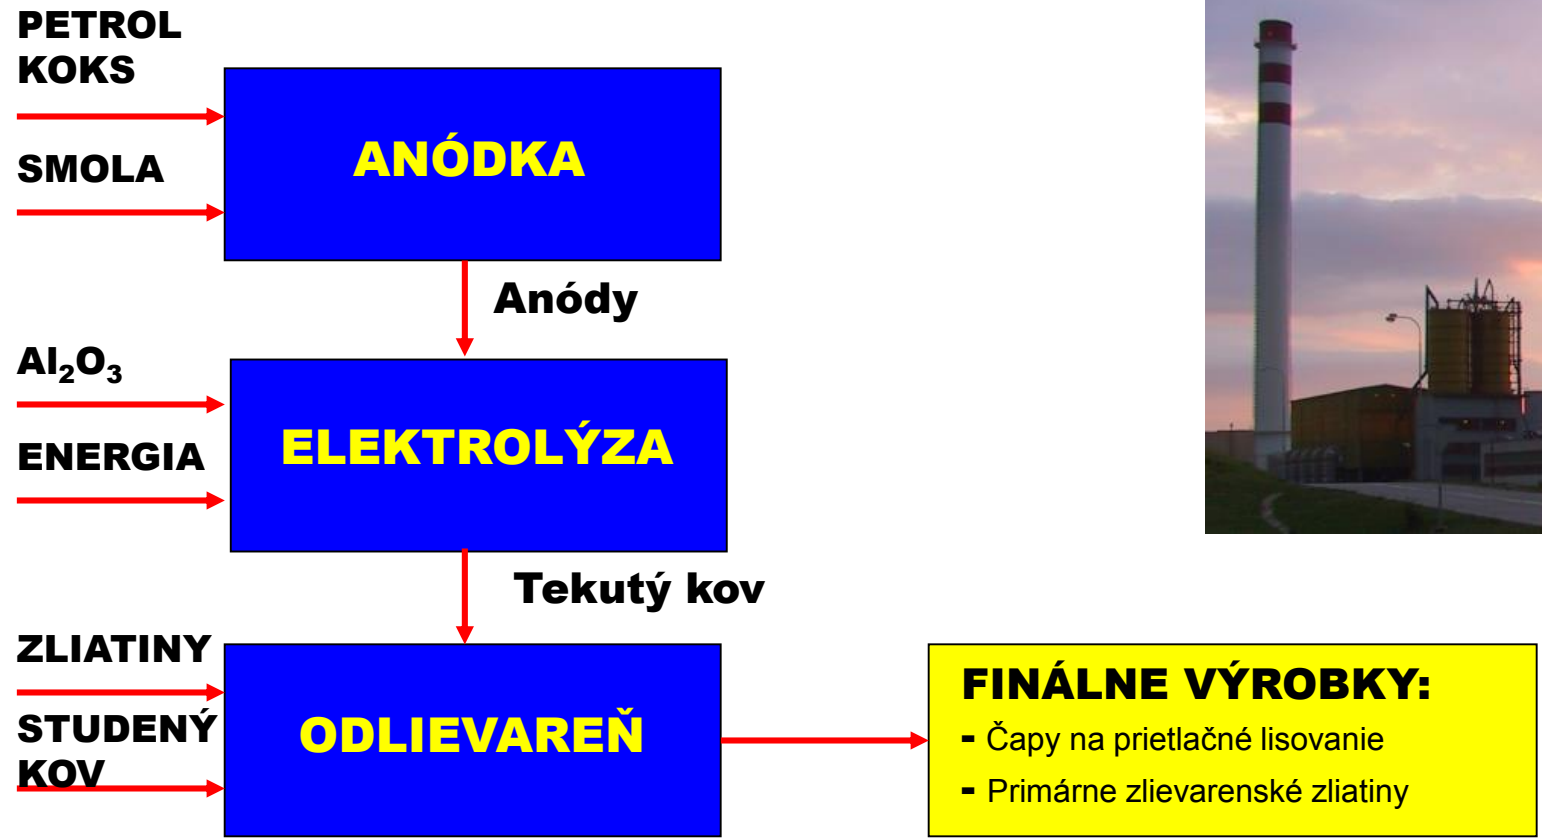 PETROL
KOKS
SMOLA
ANÓDKA
Anódy
Al₂O₃
ENERGIA
ELEKTROLÝZA
Tekutý kov
ZLIATINY
STUDENÝ
KOV
ODLIEVAREŇ
FINÁLNE VÝROBKY:
- Čapy na prietlačné lisovanie
- Primárne zlievarenské zliatiny